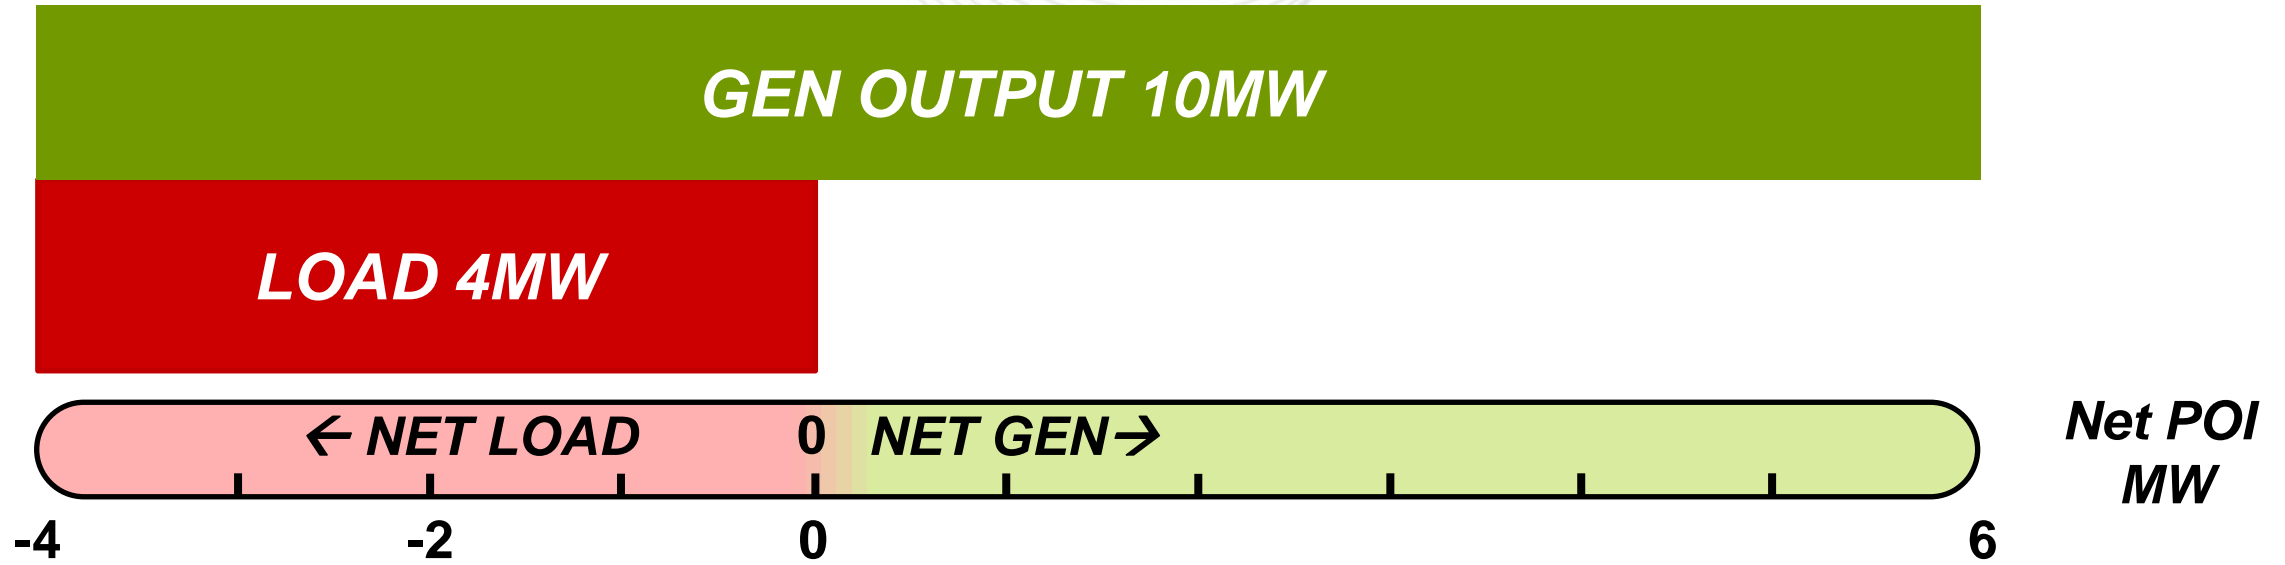 GEN OUTPUT 10MW
LOAD 4MW
← NET LOAD 0 NET GEN→
Net POI
MW
-4 -2 0 6